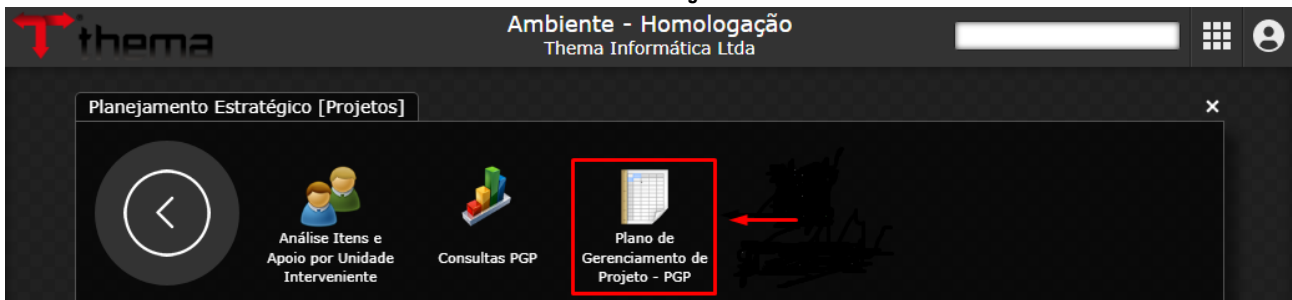 thema
Ambiente - Homologação
Thema Informática Ltda
Planejamento Estratégico [Projetos]
Análise Itens e
Apoio por Unidade
Interveniente
Consultas PGP
Plano de
Gerenciamento de
Projeto - PGP